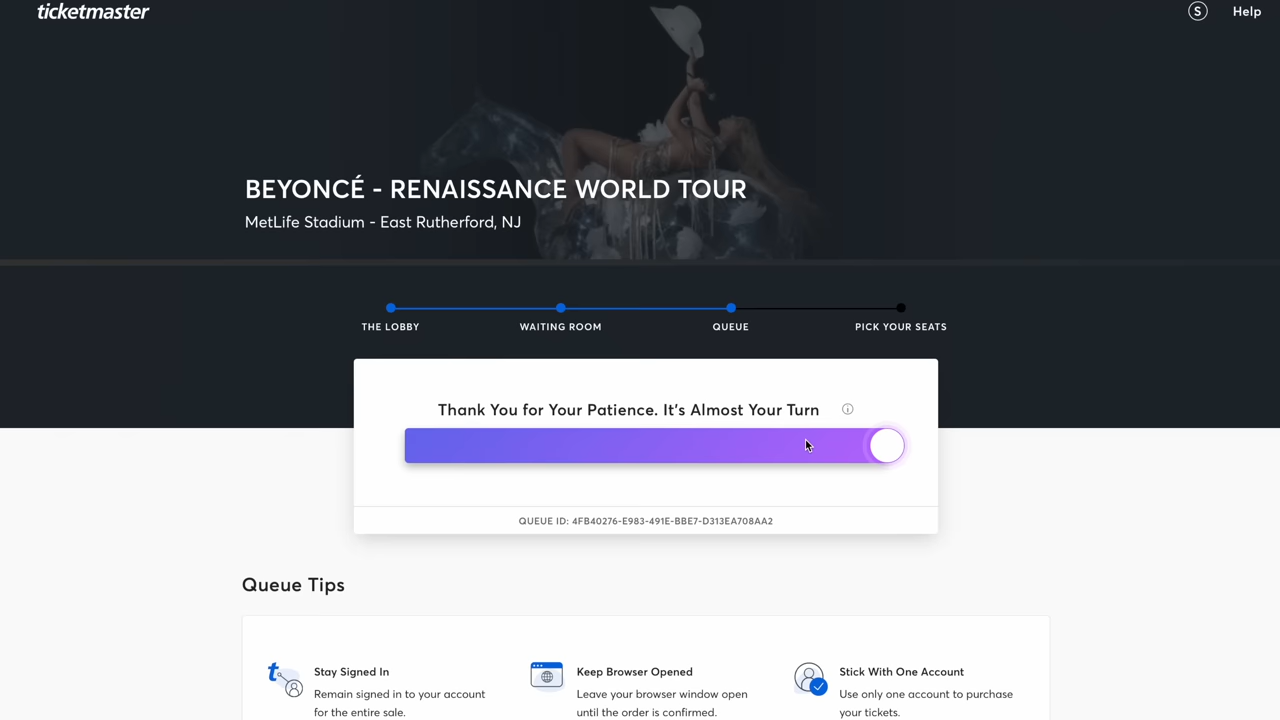 ticketmaster
S
Help
BEYONCÉ - RENAISSANCE WORLD TOUR
MetLife Stadium - East Rutherford, NJ
THE LOBBY
WAITING ROOM
QUEUE
PICK YOUR SEATS
Thank You for Your Patience. It's Almost Your Turn
QUEUE ID: 4FB40276-E983-491E-BBE7-D313EA708AA2
Queue Tips
Stay Signed In
Remain signed in to your account
for the entire sale.
Keep Browser Opened
Leave your browser window open
until the order is confirmed.
Stick With One Account
Use only one account to purchase
your tickets.